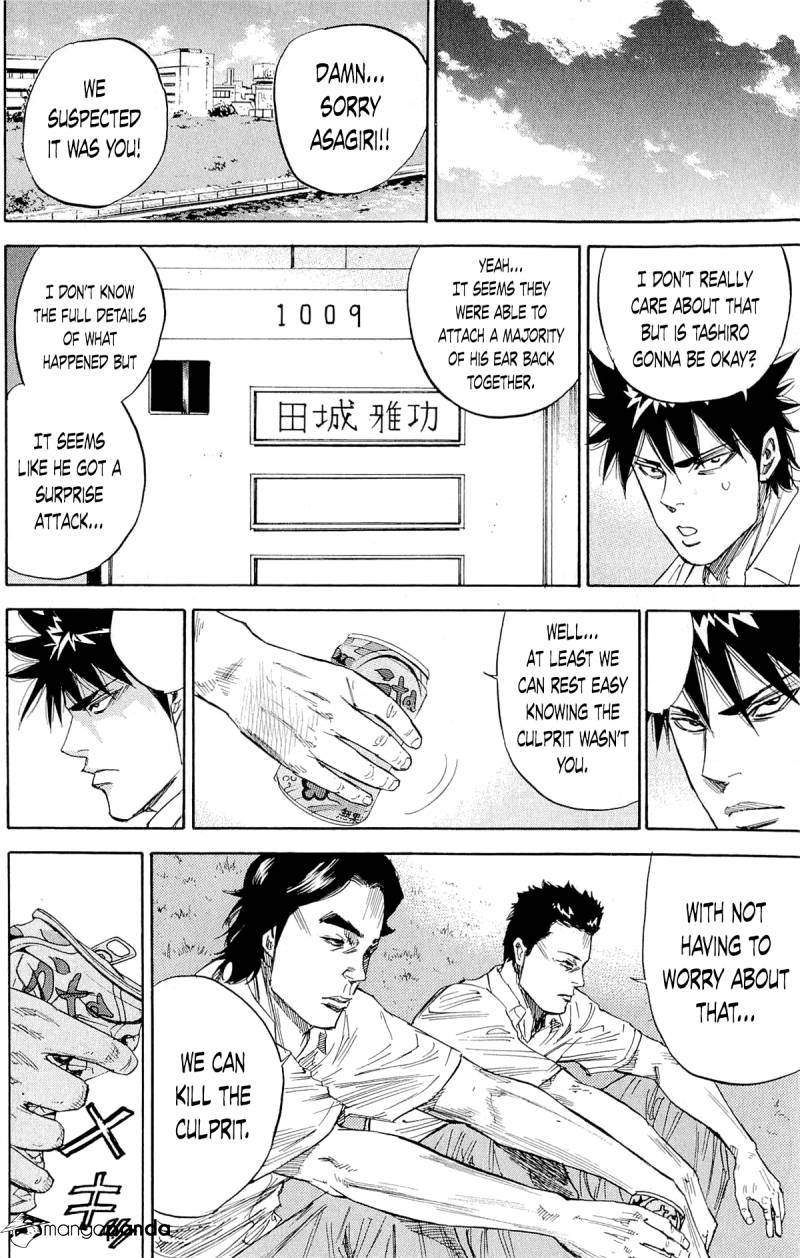 DAMN...
SORRY
ASAGIRI!!
WE
SUSPECTED
IT WAS YOU!
I DON'T REALLY
CARE ABOUT THAT
BUT IS TASHIRO
GONNA BE OKAY?
YEAH...
IT SEEMS THEY
WERE ABLE TO
ATTACH A MAJORITY
OF HIS EAR BACK
TOGETHER.
1009
田城 雅功
I DON'T KNOW
THE FULL DETAILS
OF WHAT
HAPPENED BUT
IT SEEMS
LIKE HE GOT A
SURPRISE
ATTACK...
WELL...
AT LEAST WE
CAN REST EASY
KNOWING THE
CULPRIT WASN'T
YOU.
WITH NOT
HAVING TO
WORRY ABOUT
THAT...
WE CAN
KILL THE
CULPRIT.
メキ
mangapanda